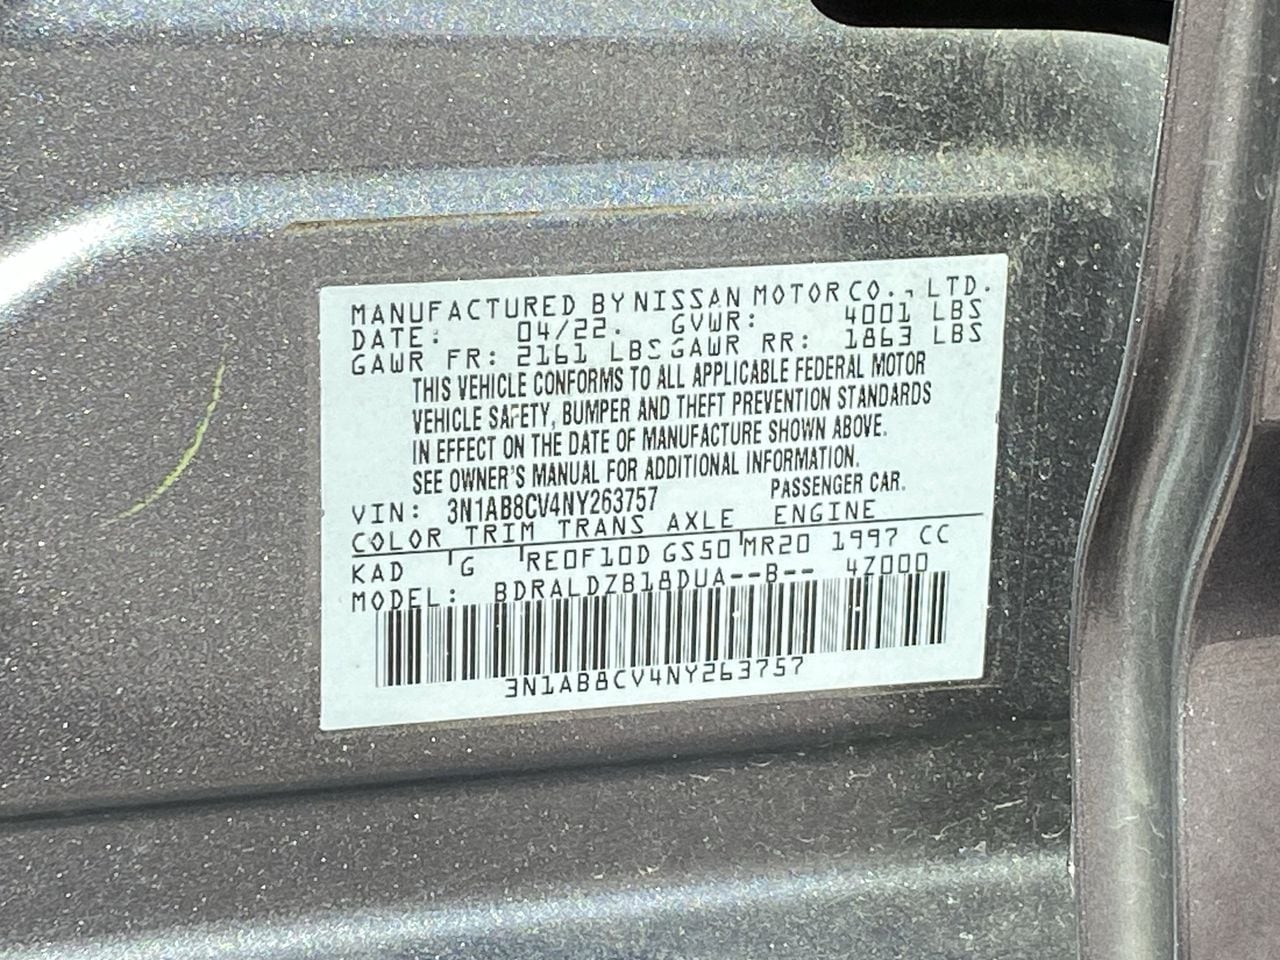 MANUFACTURED BY NISSAN MOTOR CO., LTD.
DATE: 04/22. GVWR: 4001 LBS
GAWR FR: 2161 LBS GAWR RR: 1863 LBS
THIS VEHICLE CONFORMS TO ALL APPLICABLE FEDERAL MOTOR
VEHICLE SAFETY, BUMPER AND THEFT PREVENTION STANDARDS
IN EFFECT ON THE DATE OF MANUFACTURE SHOWN ABOVE.
SEE OWNER'S MANUAL FOR ADDITIONAL INFORMATION.
VIN: 3N1AB8CV4NY263757 PASSENGER CAR.
COLOR TRIM TRANS AXLE ENGINE
KAD G RE0F10D GS50 MR20 1997 CC
MODEL: BDRALDZB18DUA--B-- 4Z000
3N1AB8CV4NY263757